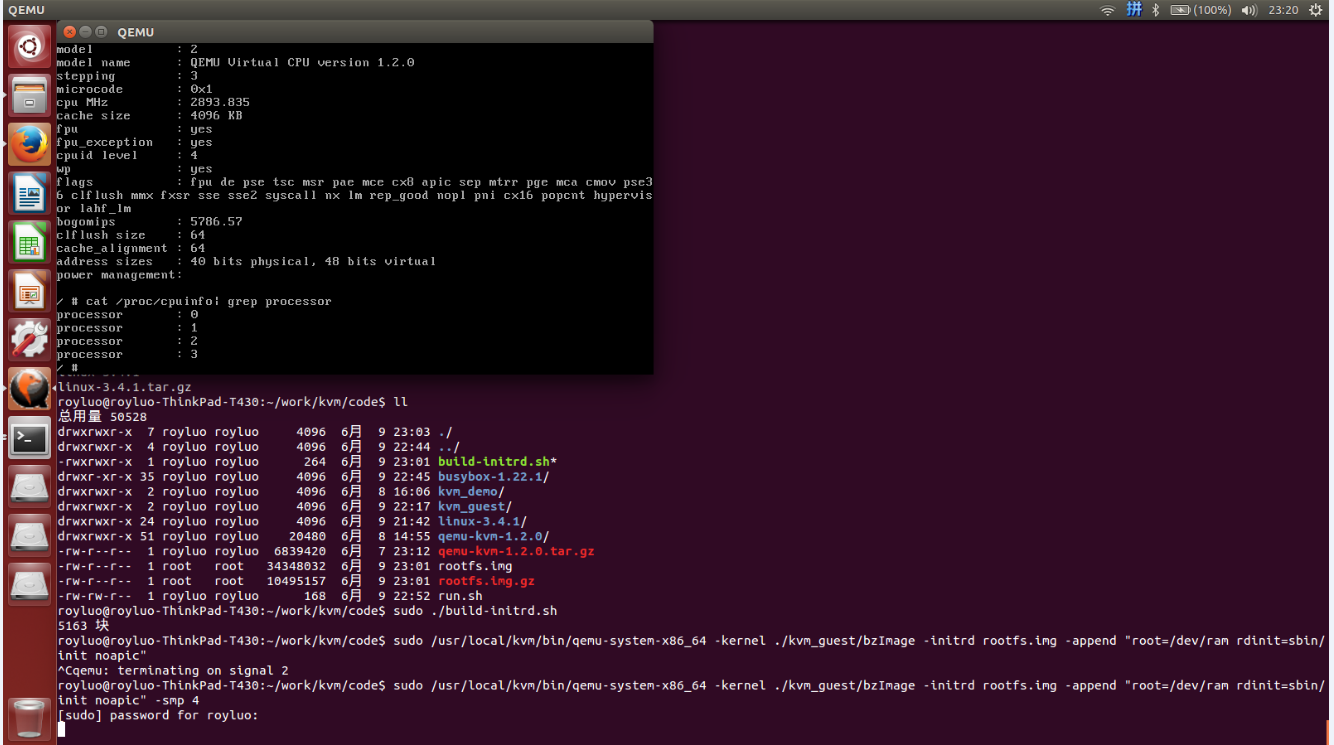 QEMU
拼
(100%)
23:20
QEMU
model : 2
model name : QEMU Virtual CPU version 1.2.0
stepping : 3
microcode : 0x1
cpu MHz : 2893.835
cache size : 4096 KB
fpu : yes
fpu_exception : yes
cpuid level : 4
wp : yes
flags : fpu de pse tsc msr pae mce cx8 apic sep mtrr pge mca cmov pse3
6 clflush mmx fxsr sse sse2 syscall nx lm rep_good nopl pni cx16 popcnt hypervis
or lahf_lm
bogomips : 5786.57
clflush size : 64
cache_alignment : 64
address sizes : 40 bits physical, 48 bits virtual
power management:
/ # cat /proc/cpuinfo| grep processor
processor : 0
processor : 1
processor : 2
processor : 3
/ #
linux-3.4.1.tar.gz
royluo@royluo-ThinkPad-T430:~/work/kvm/code$ ll
总用量 50528
drwxrwxr-x 7 royluo royluo 4096 6月 9 23:03 ./
drwxrwxr-x 4 royluo royluo 4096 6月 9 22:44 ../
-rwxrwxr-x 1 royluo royluo 264 6月 9 23:01 build-initrd.sh*
drwxr-xr-x 35 royluo royluo 4096 6月 9 22:45 busybox-1.22.1/
drwxrwxr-x 2 royluo royluo 4096 6月 8 16:06 kvm_demo/
drwxrwxr-x 2 royluo royluo 4096 6月 9 22:17 kvm_guest/
drwxrwxr-x 24 royluo royluo 4096 6月 9 21:42 linux-3.4.1/
drwxrwxr-x 51 royluo royluo 20480 6月 8 14:55 qemu-kvm-1.2.0/
-rw-r--r-- 1 royluo royluo 6839420 6月 7 23:12 qemu-kvm-1.2.0.tar.gz
-rw-r--r-- 1 root root 34348032 6月 9 23:01 rootfs.img
-rw-r--r-- 1 root root 10495157 6月 9 23:01 rootfs.img.gz
-rw-rw-r-- 1 royluo royluo 168 6月 9 22:52 run.sh
royluo@royluo-ThinkPad-T430:~/work/kvm/code$ sudo ./build-initrd.sh
5163 块
royluo@royluo-ThinkPad-T430:~/work/kvm/code$ sudo /usr/local/kvm/bin/qemu-system-x86_64 -kernel ./kvm_guest/bzImage -initrd rootfs.img -append "root=/dev/ram rdinit=sbin/
init noapic"
^Cqemu: terminating on signal 2
royluo@royluo-ThinkPad-T430:~/work/kvm/code$ sudo /usr/local/kvm/bin/qemu-system-x86_64 -kernel ./kvm_guest/bzImage -initrd rootfs.img -append "root=/dev/ram rdinit=sbin/
init noapic" -smp 4
[sudo] password for royluo: